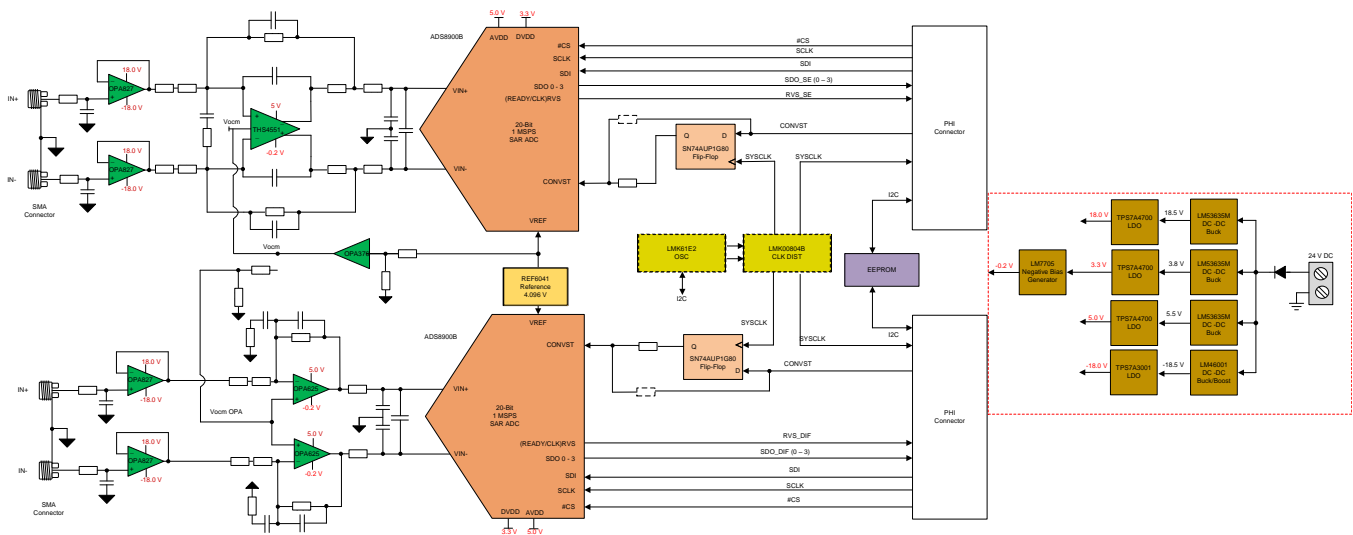 5.0 V
3.3 V
ADS8900B
AVDD
DVDD
#CS
SCLK
SDI
SDO 0 - 3
(READY/CLK)RVS
VIN+
VIN-
20-Bit
1 MSPS
SAR ADC
CONVST
VREF
#CS
SCLK
SDI
SDO_SE (0 – 3)
RVS_SE
CONVST
SYSCLK
SYSCLK
Q
D
SN74AUP1G80
Flip-Flop
PHI
Connector
I2C
IN+
IN-
SMA
Connector
18.0 V
OPA827
-18.0 V
18.0 V
OPA827
-18.0 V
Vocm
5 V
THS4551
-0.2 V
Vocm
OPA376
REF6041
Reference
4.096 V
LMK61E2
OSC
I2C
LMK00804B
CLK DIST
EEPROM
I2C
-0.2 V
LM7705
Negative Bias
Generator
18.0 V
TPS7A4700
LDO
18.5 V
LM53635M
DC -DC
Buck
3.3 V
TPS7A4700
LDO
3.8 V
LM53635M
DC -DC
Buck
5.0 V
TPS7A4700
LDO
5.5 V
LM53635M
DC -DC
Buck
-18.0 V
TPS7A3001
LDO
-18.5 V
LM46001
DC -DC
Buck/Boost
24 V DC
ADS8900B
VREF
CONVST
VIN+
VIN-
20-Bit
1 MSPS
SAR ADC
(READY/CLK)RVS
SDO 0 - 3
SDI
SCLK
#CS
DVDD
AVDD
3.3 V
5.0 V
SYSCLK
SYSCLK
Q
D
SN74AUP1G80
Flip-Flop
CONVST
PHI
Connector
RVS_DIF
SDO_DIF (0 – 3)
SDI
SCLK
#CS
IN+
IN-
SMA
Connector
18.0 V
OPA827
-18.0 V
18.0 V
OPA827
-18.0 V
Vocm OPA
5.0 V
OPA625
-0.2 V
5.0 V
OPA625
-0.2 V